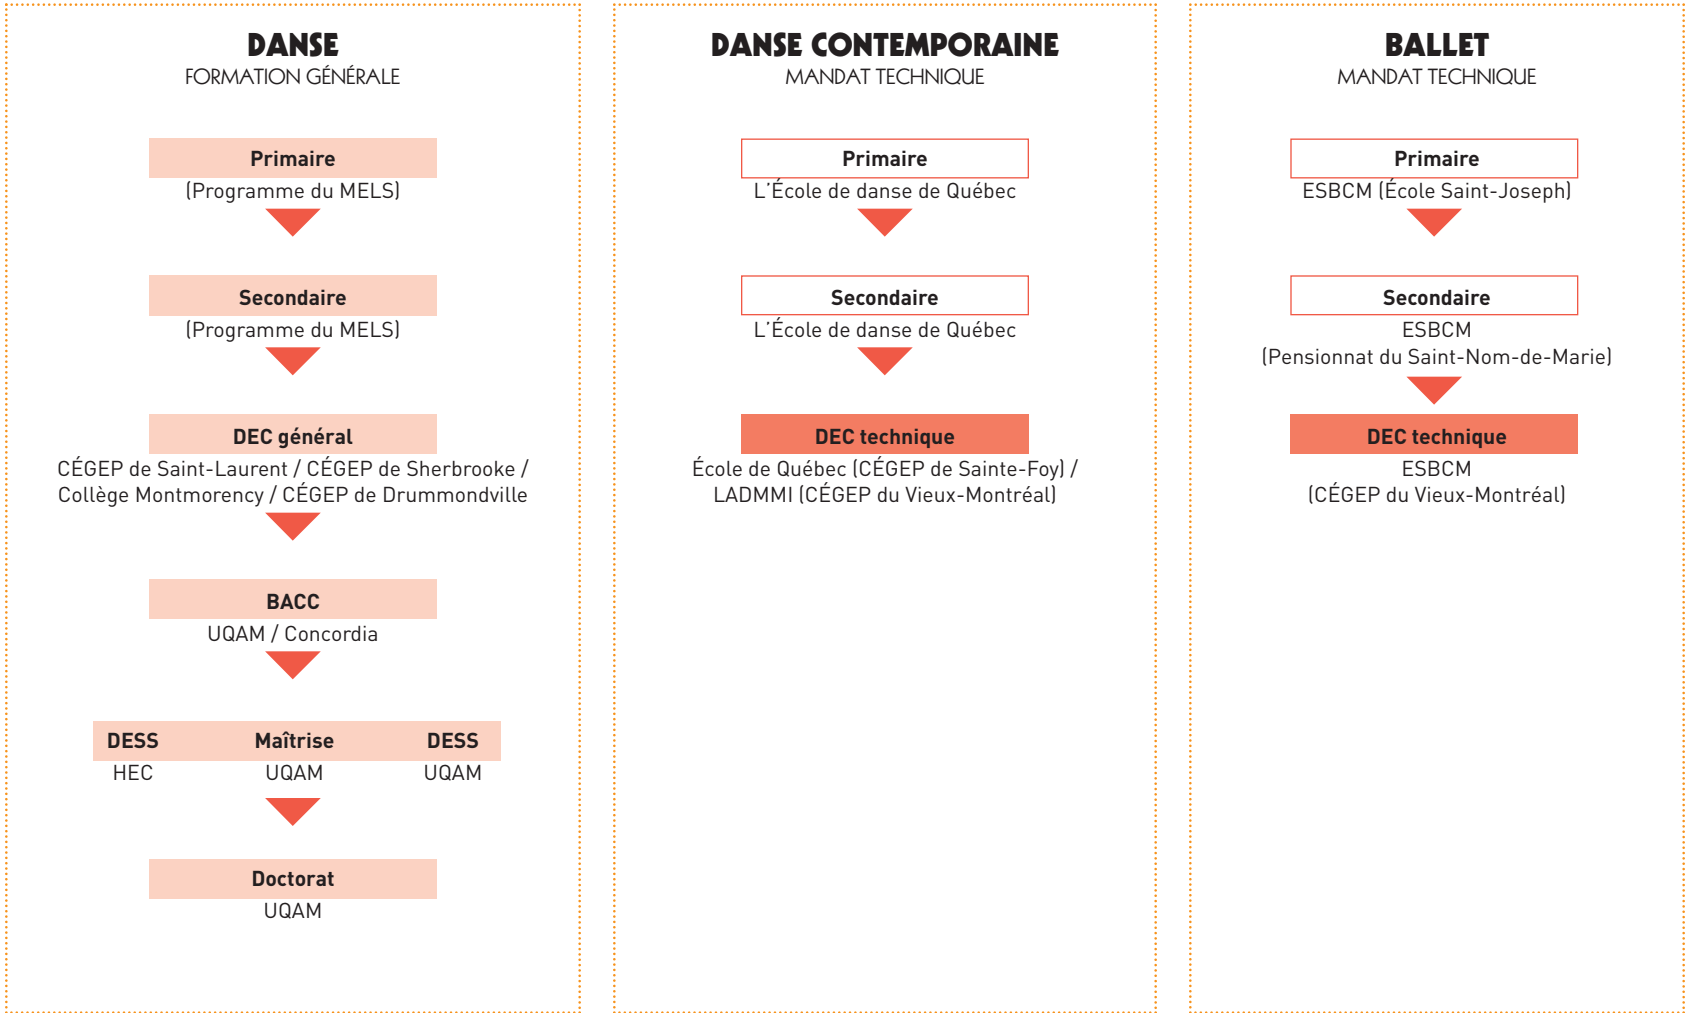 DANSE
FORMATION GÉNÉRALE
Primaire
(Programme du MELS)
Secondaire
(Programme du MELS)
DEC général
CÉGEP de Saint-Laurent / CÉGEP de Sherbrooke /
Collège Montmorency / CÉGEP de Drummondville
BACC
UQAM / Concordia
DESS Maîtrise DESS
HEC UQAM UQAM
Doctorat
UQAM
DANSE CONTEMPORAINE
MANDAT TECHNIQUE
Primaire
L'École de danse de Québec
Secondaire
L'École de danse de Québec
DEC technique
École de Québec (CÉGEP de Sainte-Foy) /
LADMMI (CÉGEP du Vieux-Montréal)
BALLET
MANDAT TECHNIQUE
Primaire
ESBCM (École Saint-Joseph)
Secondaire
ESBCM
(Pensionnat du Saint-Nom-de-Marie)
DEC technique
ESBCM
(CÉGEP du Vieux-Montréal)